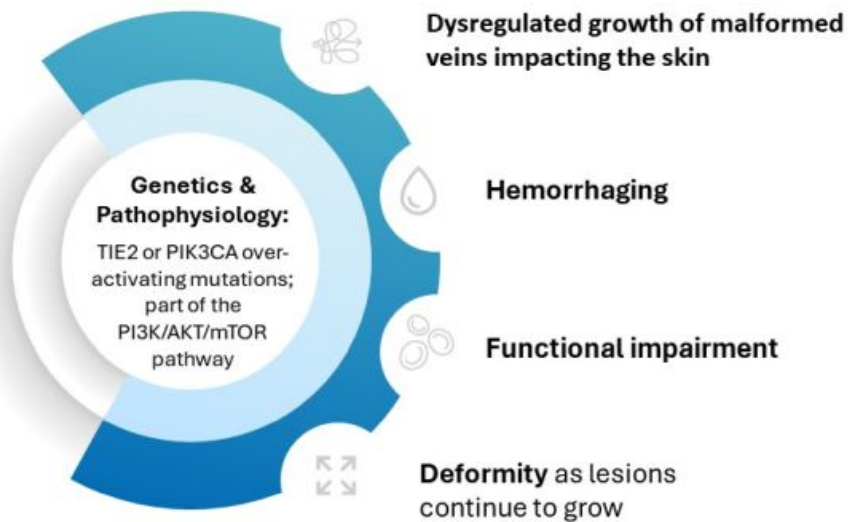 Dysregulated growth of malformed
veins impacting the skin
Genetics &
Pathophysiology:
TIE2 or PIK3CA over-
activating mutations;
part of the
PI3K/AKT/mTOR
pathway
Hemorrhaging
Functional impairment
Deformity as lesions
continue to grow